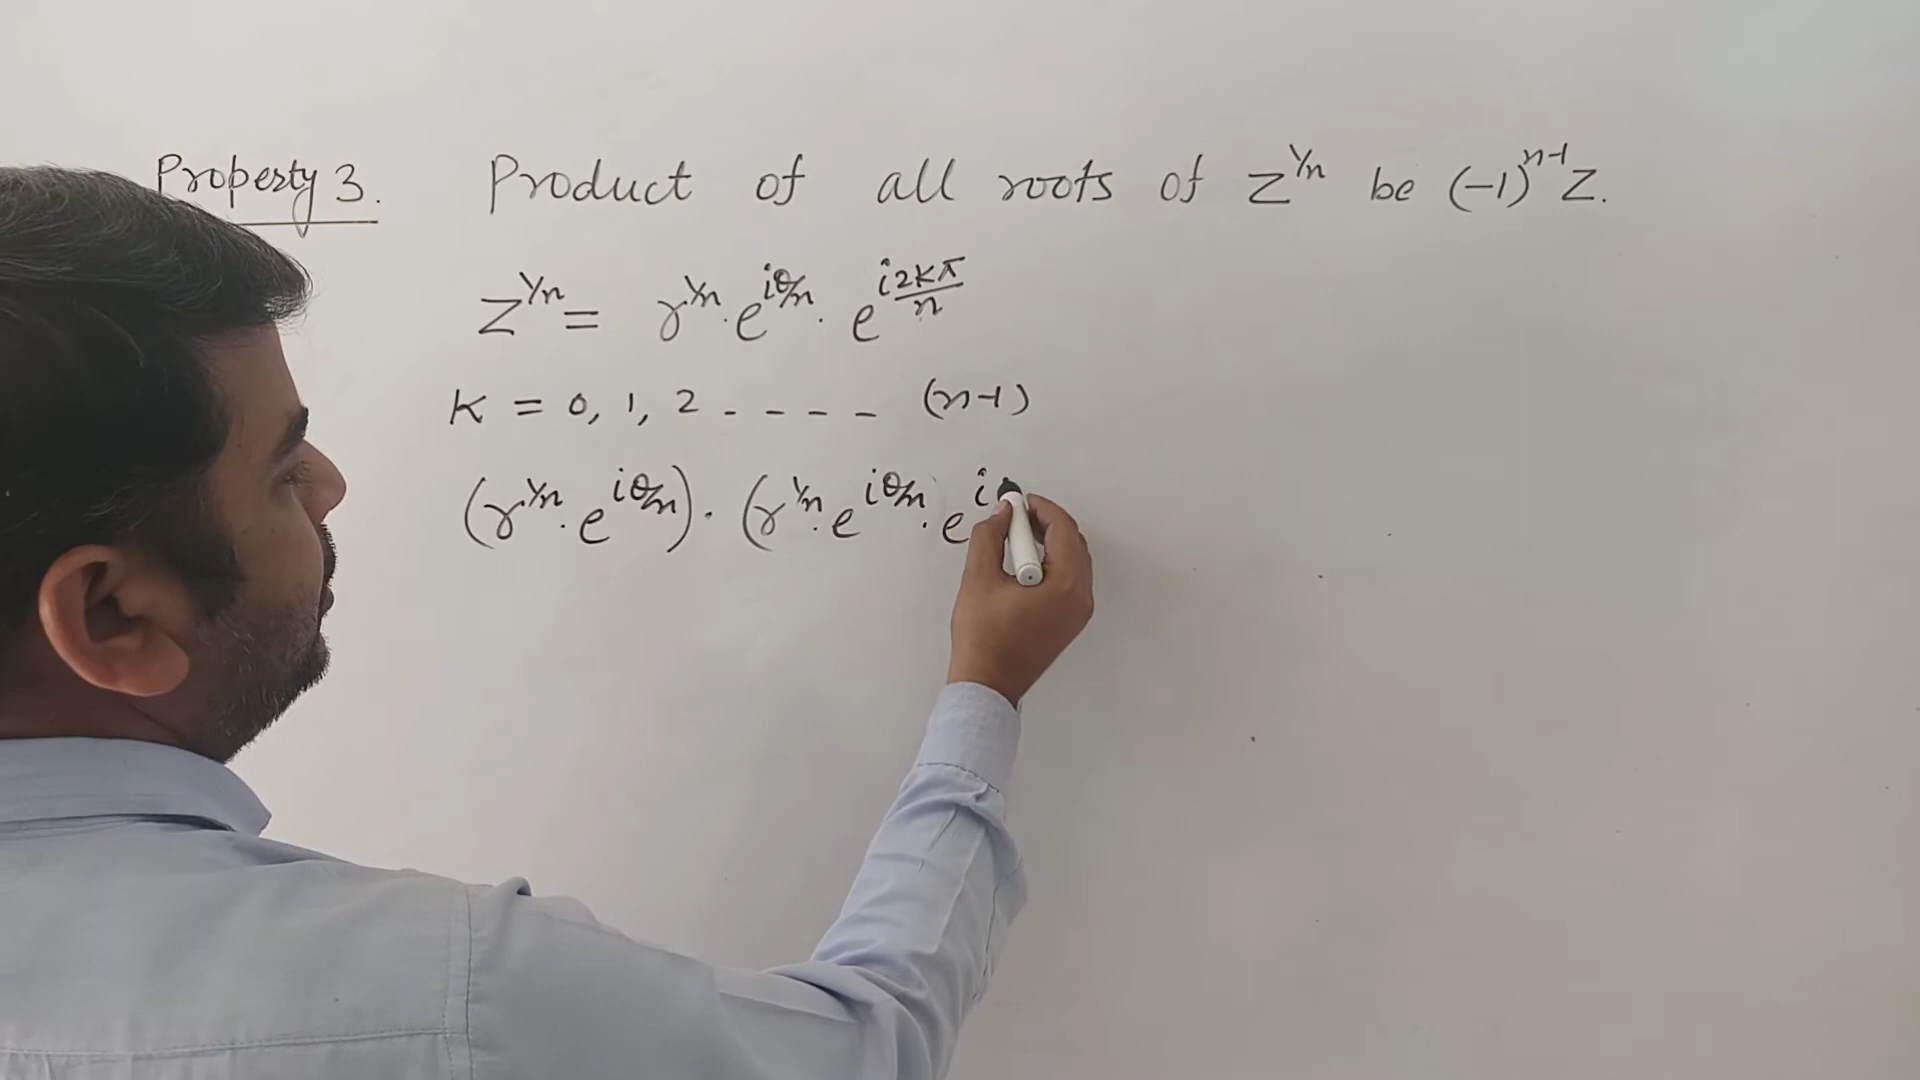 Property 3. Product of all roots of z^{1/n} be (-1)^{n-1} z.
z^{1/n} = r^{1/n} . e^{iθ/n} . e^{i 2kπ/n}
k = 0, 1, 2 - - - - (n-1)
(r^{1/n} . e^{iθ/n}) . (r^{1/n} . e^{iθ/n} . e^{i